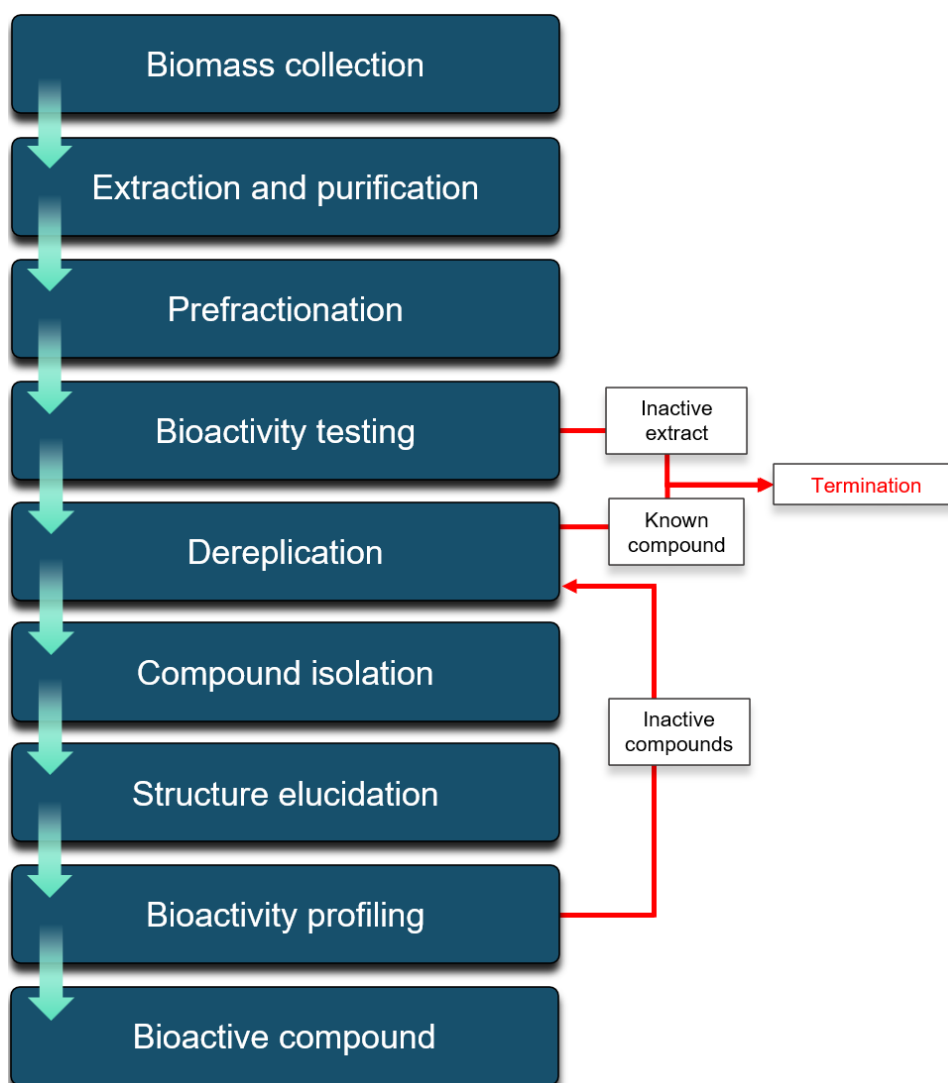 Biomass collection
Extraction and purification
Prefractionation
Bioactivity testing
Inactive
extract
Termination
Known
compound
Dereplication
Compound isolation
Inactive
compounds
Structure elucidation
Bioactivity profiling
Bioactive compound